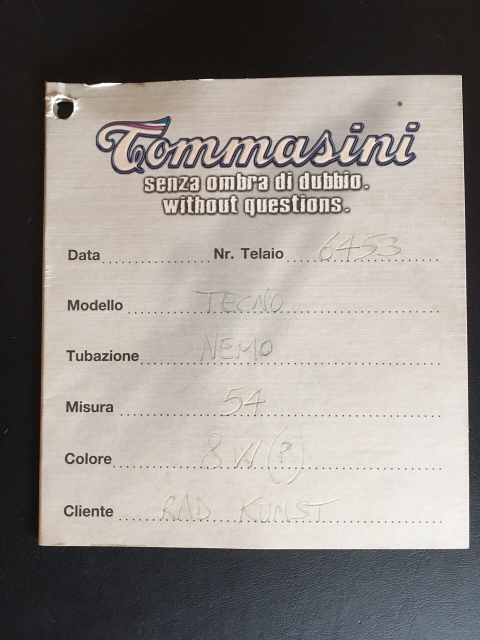 Tommasini
senza ombra di dubbio.
without questions.
Data Nr. Telaio 6453
Modello TECNO
Tubazione NEMO
Misura 54
Colore 8 W (P)
Cliente RAD KUNST